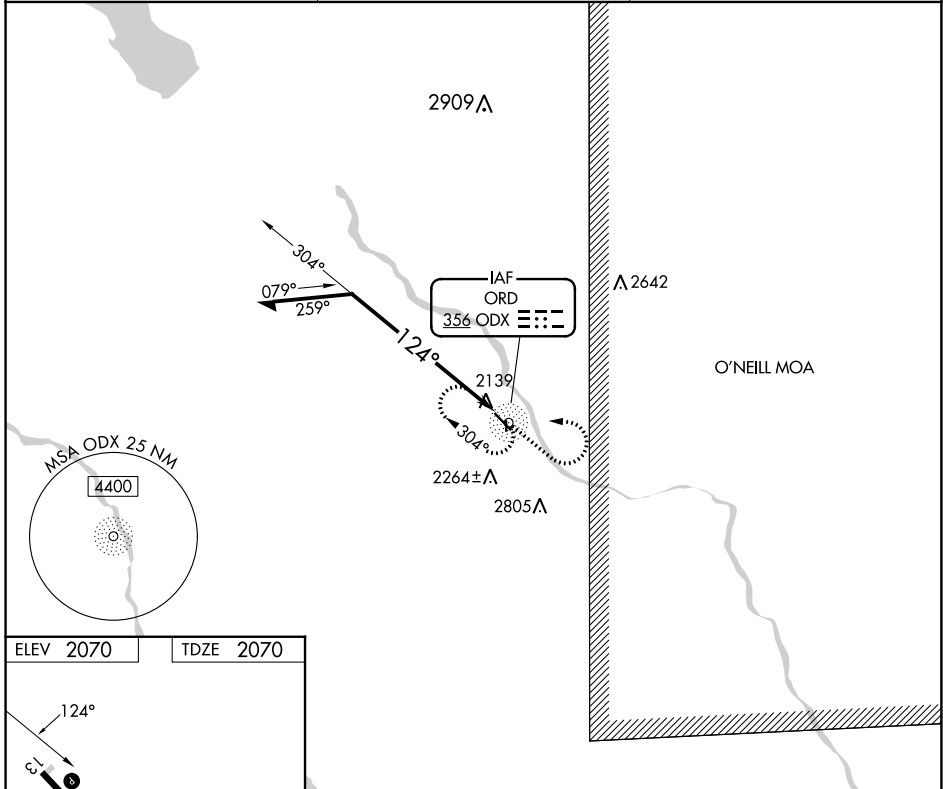 2909
304°
079°
259°
IAF
ORD
356 ODX
2642
124°
O'NEILL MOA
2139
304°
2264±
2805
MSA ODX 25 NM
4400
ELEV 2070
TDZE 2070
124°
13
P